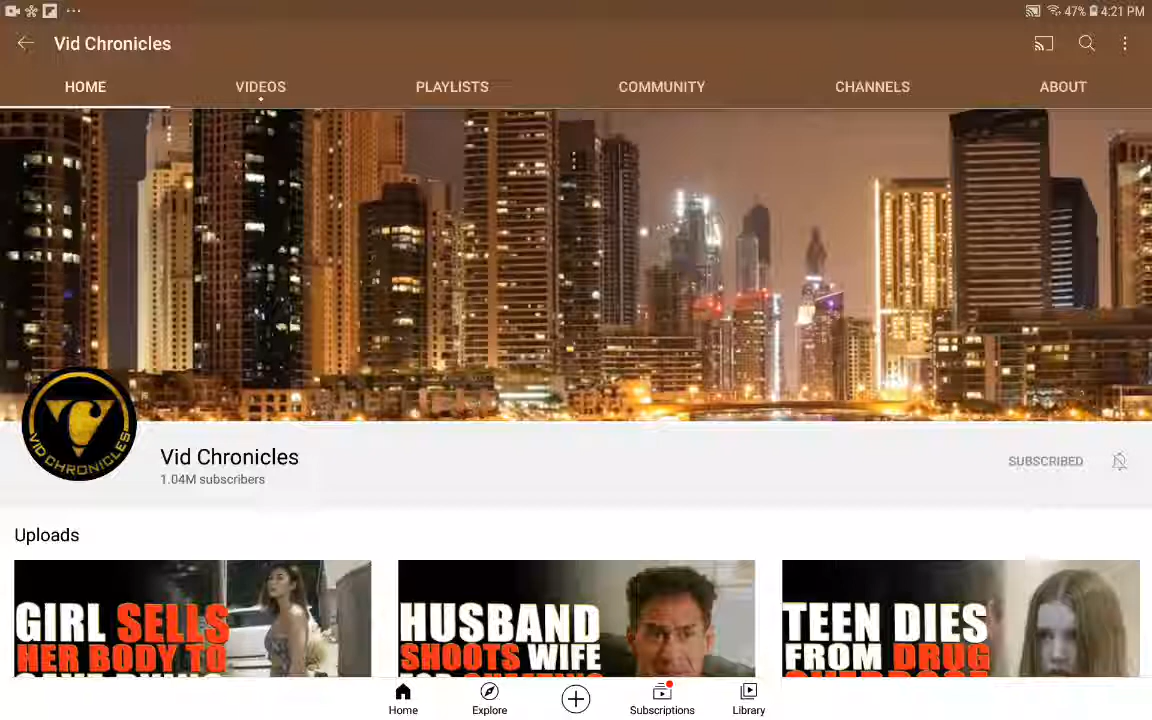 47% 4:21 PM
Vid Chronicles
HOME VIDEOS PLAYLISTS COMMUNITY CHANNELS ABOUT
VID CHRONICLES
Vid Chronicles
1.04M subscribers
SUBSCRIBED
Uploads
GIRL SELLS
HER BODY TO
HUSBAND
SHOOTS WIFE
TEEN DIES
FROM DRUG
Home Explore Subscriptions Library